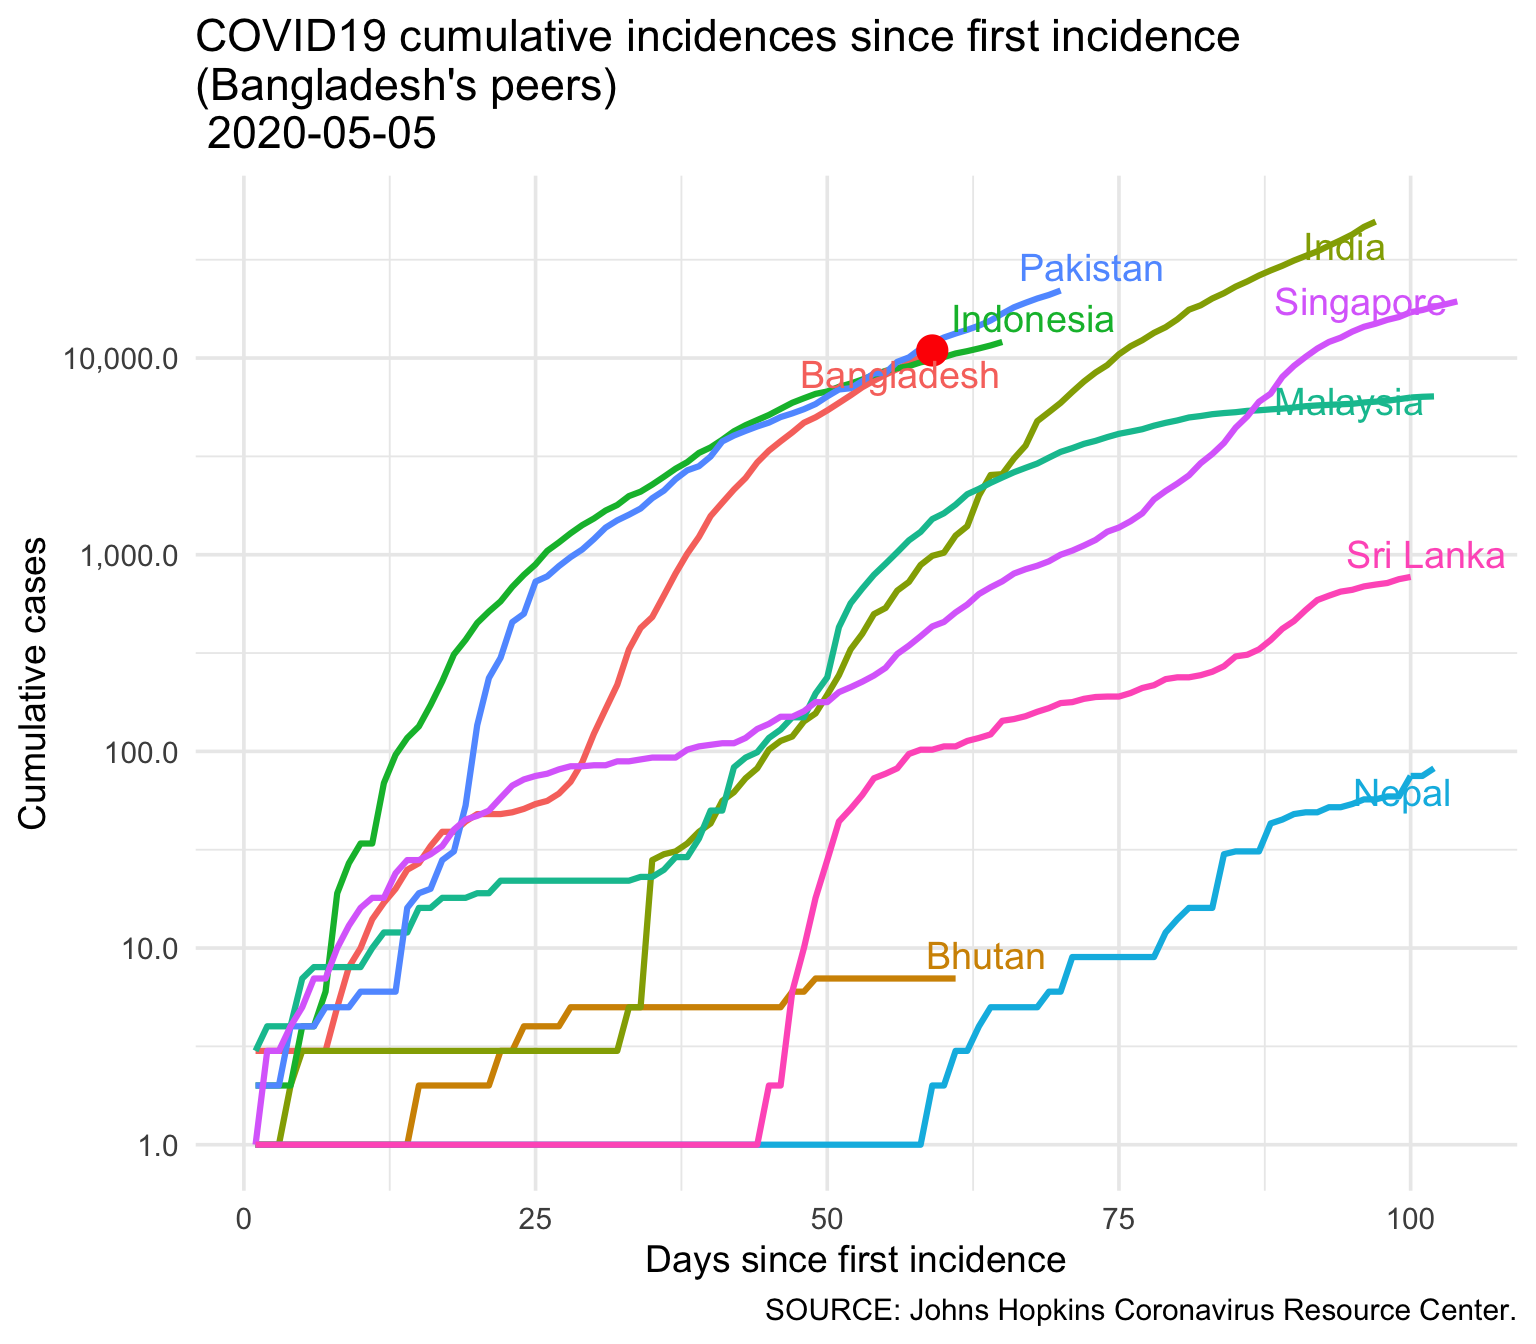 COVID19 cumulative incidences since first incidence
(Bangladesh's peers)
2020-05-05
India
Pakistan
Singapore
Indonesia
10,000.0
Bangladesh
Malaysia
1,000.0
Sri Lanka
100.0
Nepal
10.0
Bhutan
1.0
Cumulative cases
0 25 50 75 100
Days since first incidence
SOURCE: Johns Hopkins Coronavirus Resource Center.